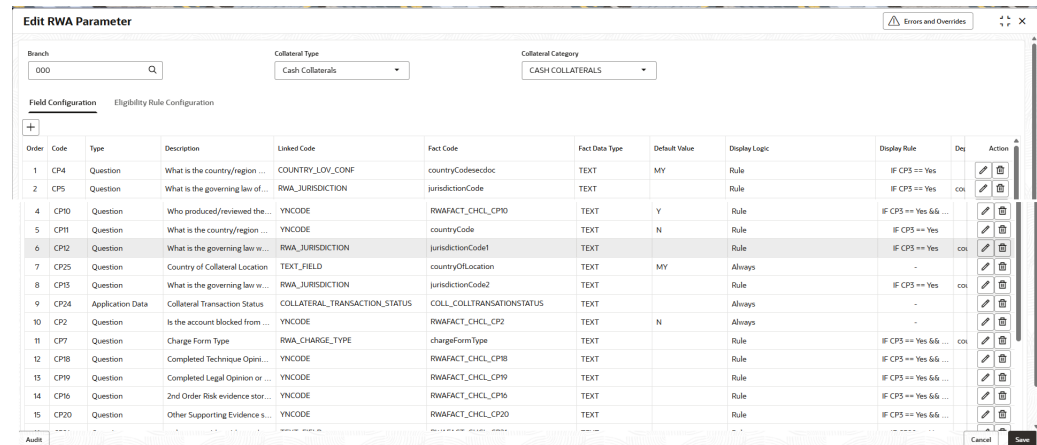 Edit RWA Parameter
Errors and Overrides
Branch Collateral Type Collateral Category
000 Cash Collaterals CASH COLLATERALS
Field Configuration Eligibility Rule Configuration
Order Code Type Description Linked Code Fact Code Fact Data Type Default Value Display Logic Display Rule Dep Action
1 CP4 Question What is the country/region ... COUNTRY_LOV_CONF countryCodesecdoc TEXT MY Rule IF CP3 == Yes
2 CP5 Question What is the governing law of... RWA_JURISDICTION jurisdictionCode TEXT Rule IF CP3 == Yes cou
4 CP10 Question Who produced/reviewed the... YNCODE RWAFACT_CHCL_CP10 TEXT Y Rule IF CP3 == Yes && ...
5 CP11 Question What is the country/region ... YNCODE countryCode TEXT N Rule IF CP3 == Yes
6 CP12 Question What is the governing law w... RWA_JURISDICTION jurisdictionCode1 TEXT Rule IF CP3 == Yes cou
7 CP25 Question Country of Collateral Location TEXT_FIELD countryOfLocation TEXT MY Always -
8 CP13 Question What is the governing law w... RWA_JURISDICTION jurisdictionCode2 TEXT Rule IF CP3 == Yes cou
9 CP24 Application Data Collateral Transaction Status COLLATERAL_TRANSACTION_STATUS COLL_COLLTRANSATIONSTATUS TEXT Always -
10 CP2 Question Is the account blocked from ... YNCODE RWAFACT_CHCL_CP2 TEXT N Always -
11 CP7 Question Charge Form Type RWA_CHARGE_TYPE chargeFormType TEXT Rule IF CP3 == Yes && ... cou
12 CP18 Question Completed Technique Opini... YNCODE RWAFACT_CHCL_CP18 TEXT Rule IF CP3 == Yes && ...
13 CP19 Question Completed Legal Opinion or ... YNCODE RWAFACT_CHCL_CP19 TEXT Rule IF CP3 == Yes && ...
14 CP16 Question 2nd Order Risk evidence stor... YNCODE RWAFACT_CHCL_CP16 TEXT Rule IF CP3 == Yes && ...
15 CP20 Question Other Supporting Evidence s... YNCODE RWAFACT_CHCL_CP20 TEXT Rule IF CP3 == Yes && ...
Audit Cancel Save